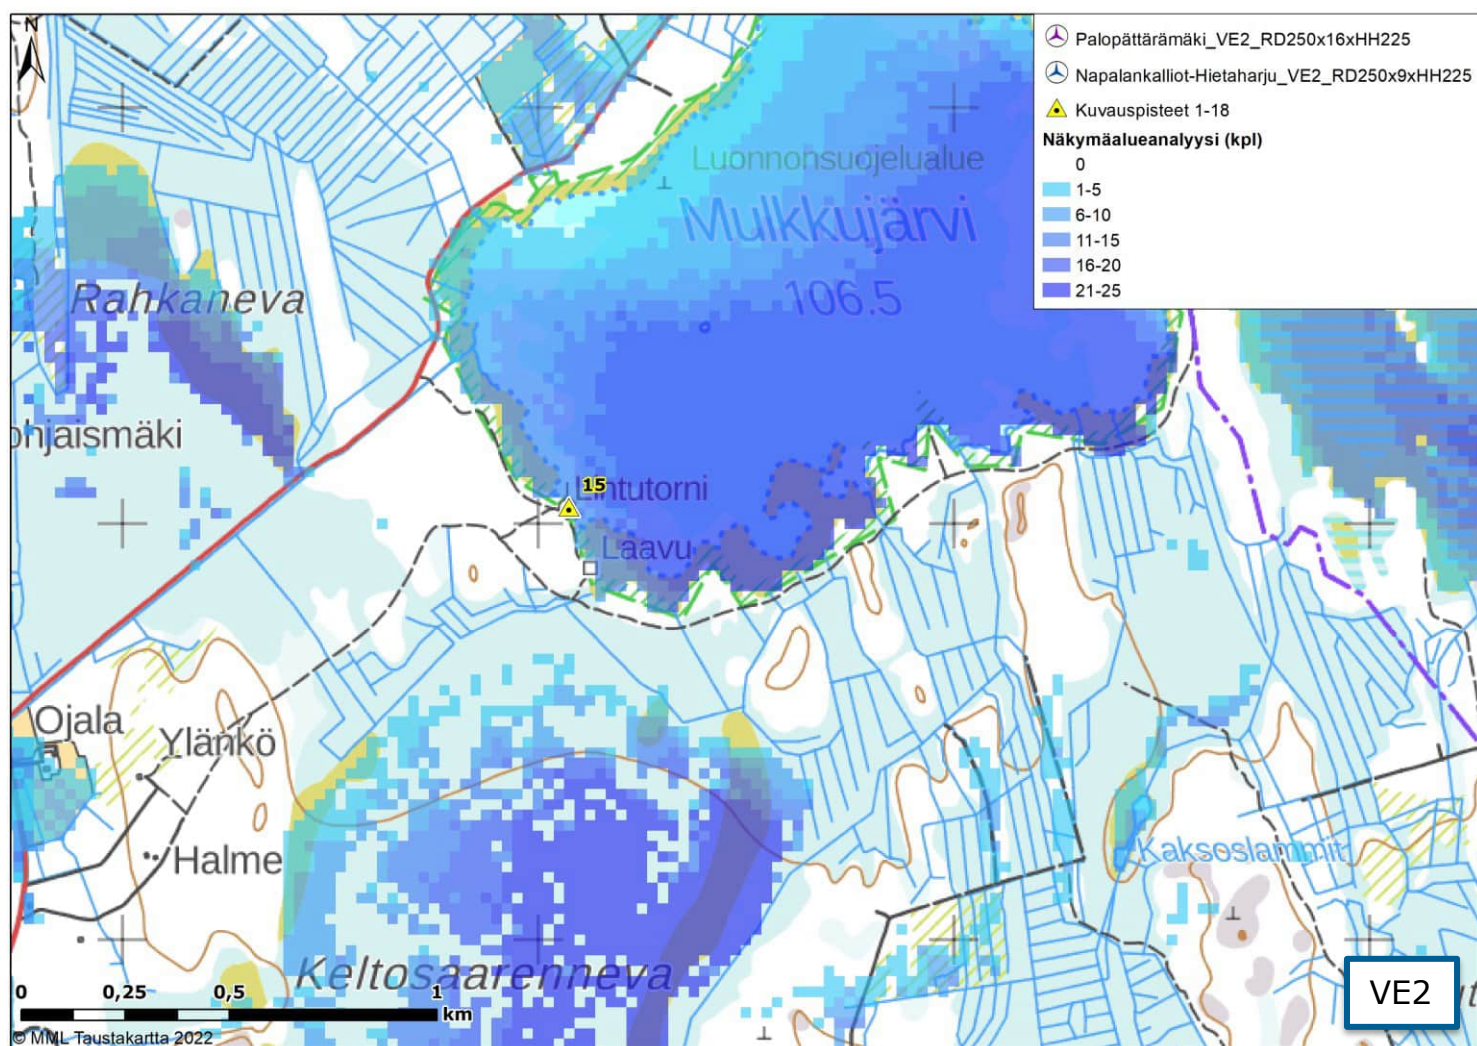 N
Palopättärämäki_VE2_RD250x16xHH225
Napalankalliot-Hietaharju_VE2_RD250x9xHH225
Kuvauspisteet 1-18
Näkymäalueanalyysi (kpl)
0
1-5
6-10
11-15
16-20
21-25
Luonnonsuojelualue
Mulkkujärvi
106.5
Rahkaneva
ohjaismäki
15
Lintutorni
Laavu
Ojala
Ylänkö
Halme
Kaksoslammit
Keltosaarenneva
0 0,25 0,5 1
km
VE2
© MML Taustakartta 2022